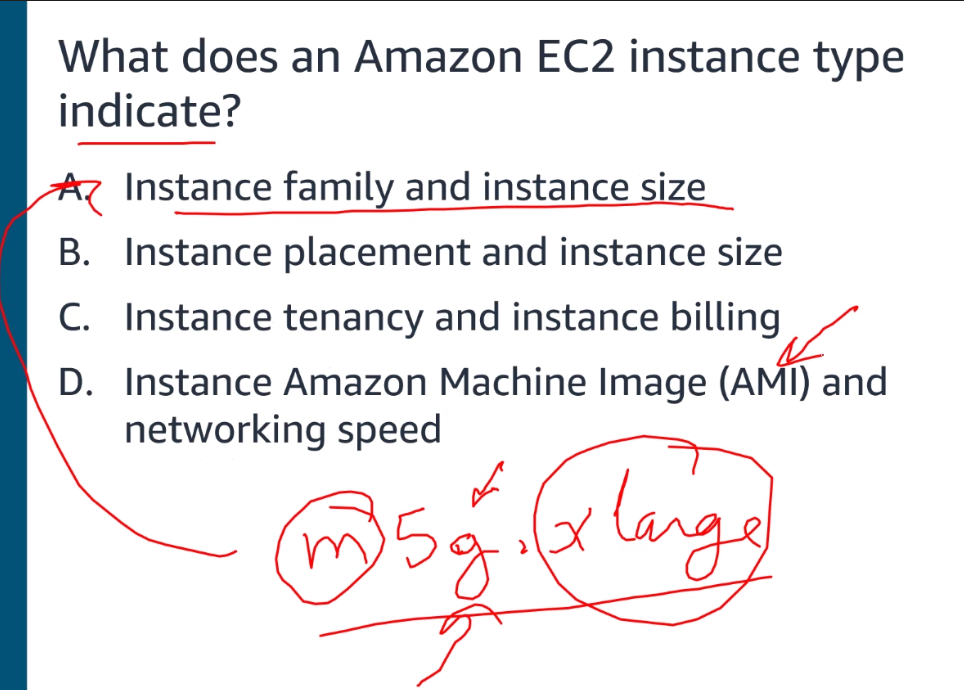 What does an Amazon EC2 instance type
indicate?
A. Instance family and instance size
B. Instance placement and instance size
C. Instance tenancy and instance billing
D. Instance Amazon Machine Image (AMI) and
networking speed
m5g.xlarge